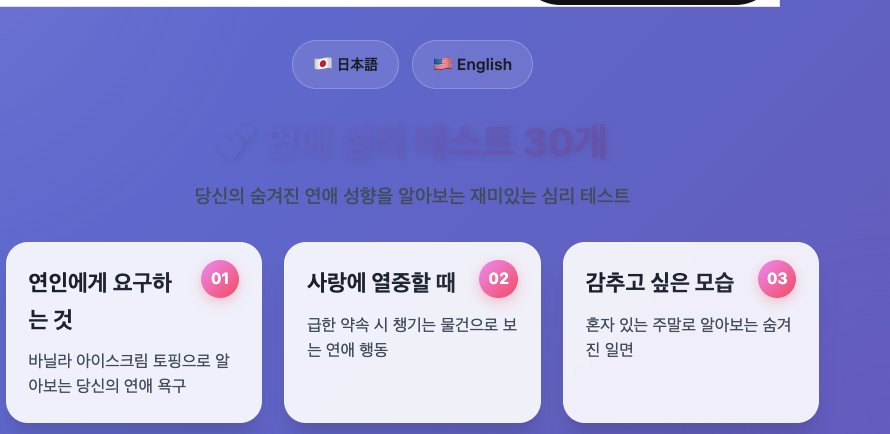 日本語
English
연애 심리 테스트 30개
당신의 숨겨진 연애 성향을 알아보는 재미있는 심리 테스트
연인에게 요구하
는 것
01
바닐라 아이스크림 토핑으로 알
아보는 당신의 연애 욕구
사랑에 열중할 때
02
급한 약속 시 챙기는 물건으로 보
는 연애 행동
감추고 싶은 모습
03
혼자 있는 주말로 알아보는 숨겨
진 일면